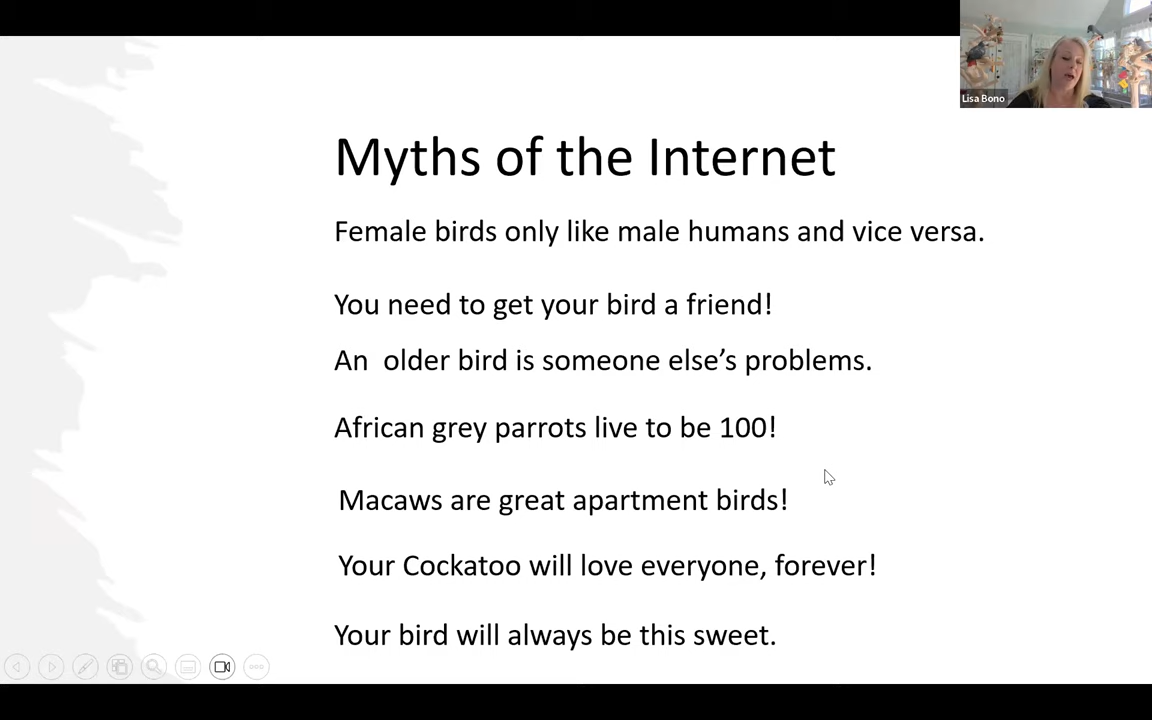 Lisa Bono
Myths of the Internet
Female birds only like male humans and vice versa.
You need to get your bird a friend!
An  older bird is someone else’s problems.
African grey parrots live to be 100!
Macaws are great apartment birds!
Your Cockatoo will love everyone, forever!
Your bird will always be this sweet.